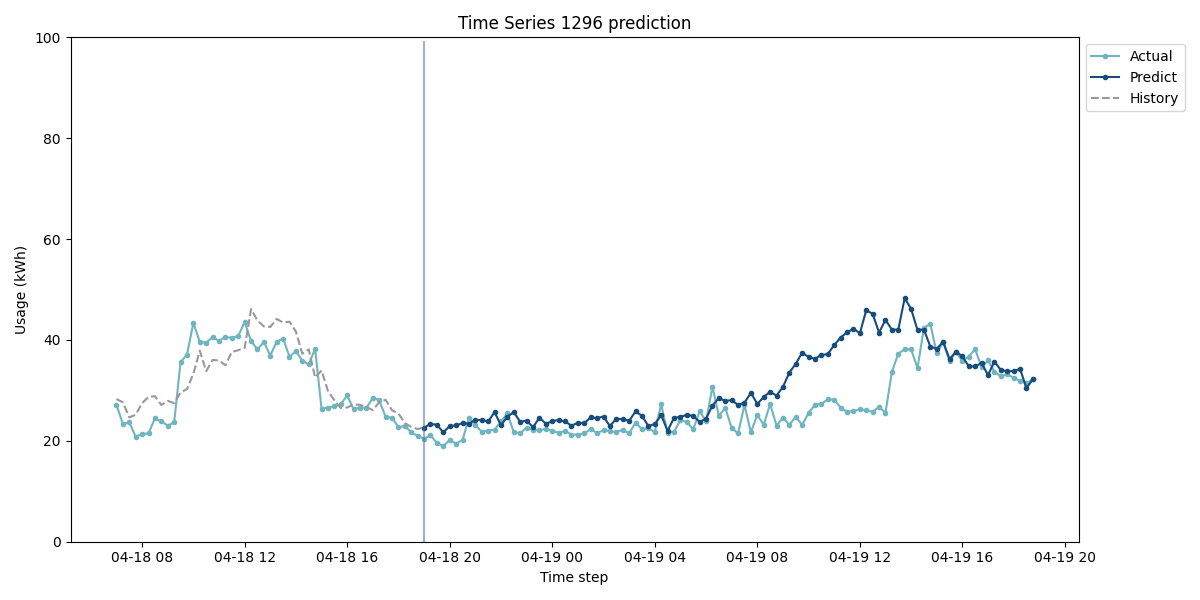 Time Series 1296 prediction
Usage (kWh)
100
80
60
40
20
0
04-18 08
04-18 12
04-18 16
04-18 20
04-19 00
04-19 04
04-19 08
04-19 12
04-19 16
04-19 20
Time step
Actual
Predict
History